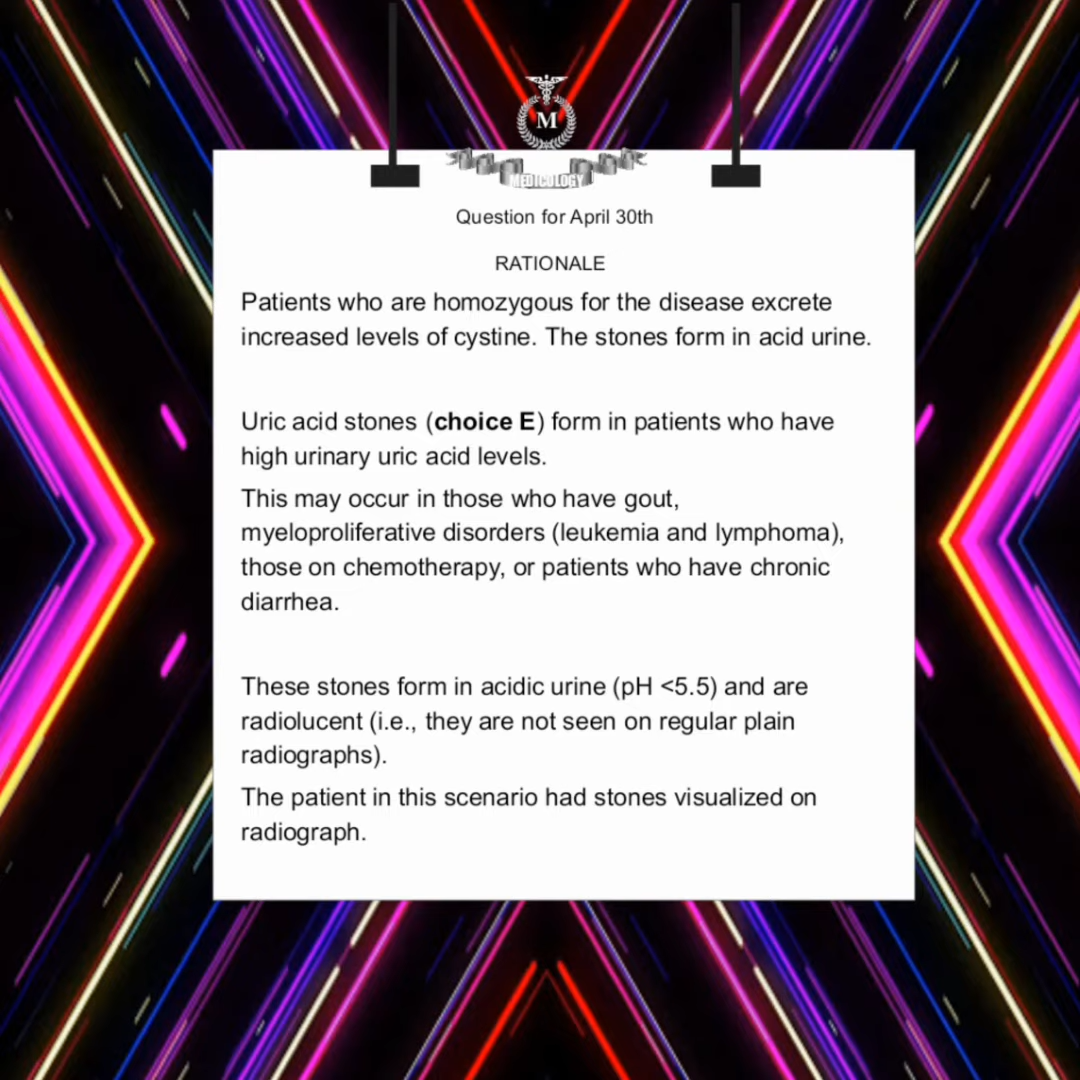 M
MEDICOLOGY
Question for April 30th
RATIONALE
Patients who are homozygous for the disease excrete
increased levels of cystine. The stones form in acid urine.
Uric acid stones (choice E) form in patients who have
high urinary uric acid levels.
This may occur in those who have gout,
myeloproliferative disorders (leukemia and lymphoma),
those on chemotherapy, or patients who have chronic
diarrhea.
These stones form in acidic urine (pH <5.5) and are
radiolucent (i.e., they are not seen on regular plain
radiographs).
The patient in this scenario had stones visualized on
radiograph.